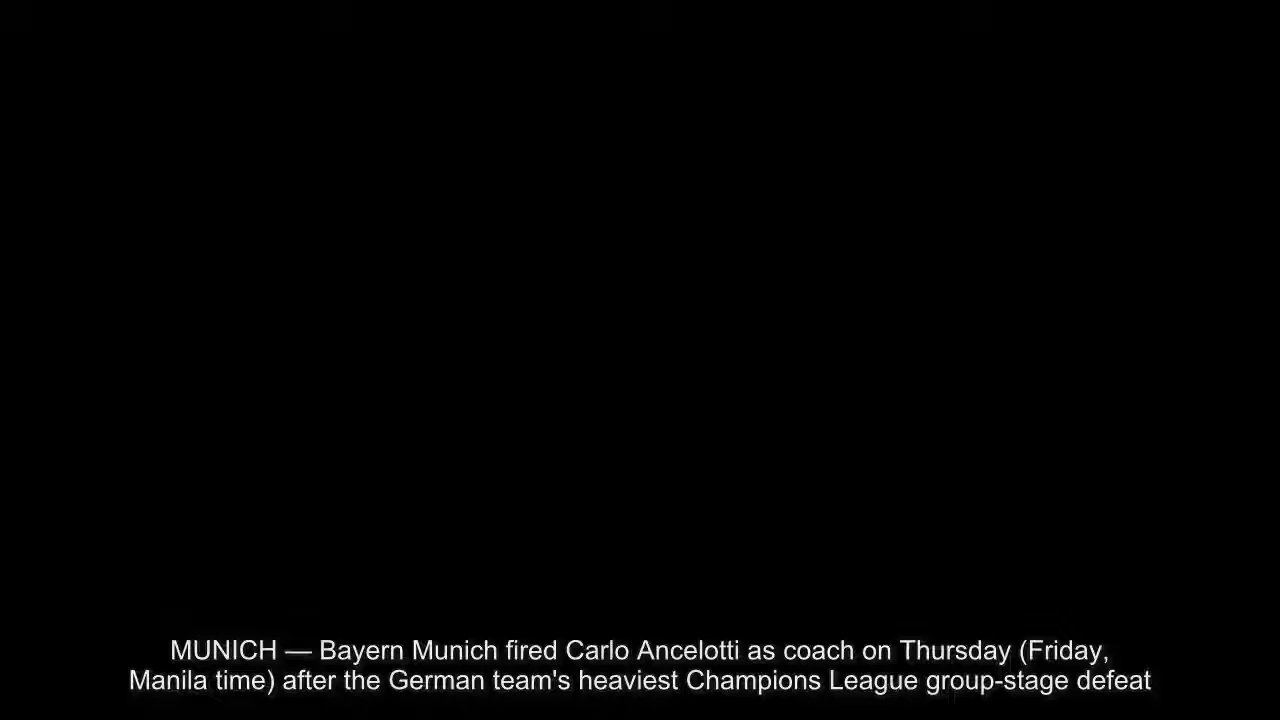 MUNICH — Bayern Munich fired Carlo Ancelotti as coach on Thursday (Friday,
Manila time) after the German team's heaviest Champions League group-stage defeat